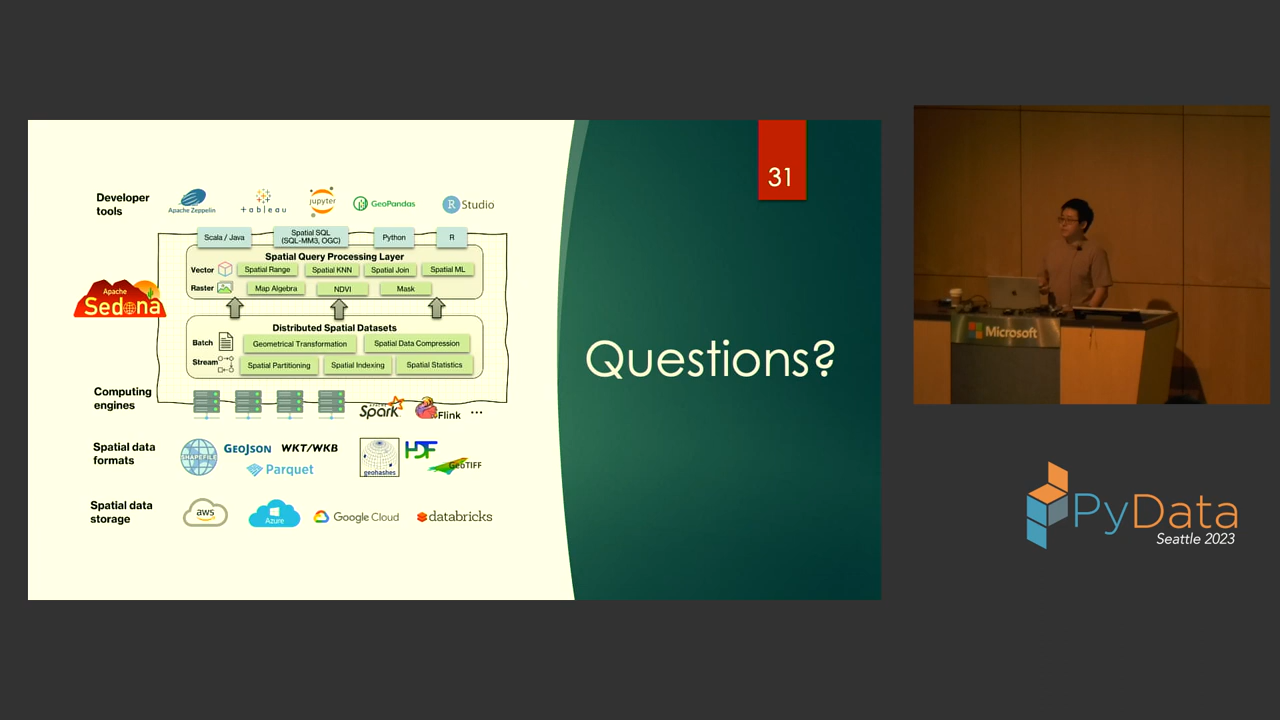 31
Developer
tools
Apache Zeppelin
+ableau
jupyter
GeoPandas
R Studio
Scala / Java
Spatial SQL
(SQL-MM3, OGC)
Python
R
Spatial Query Processing Layer
Vector
Spatial Range
Spatial KNN
Spatial Join
Spatial ML
Raster
Map Algebra
NDVI
Mask
Apache
Sedona
Distributed Spatial Datasets
Batch
Geometrical Transformation
Spatial Data Compression
Stream
Spatial Partitioning
Spatial Indexing
Spatial Statistics
Questions?
Computing
engines
Spark
Flink
...
Spatial data
formats
SHAPEFILE
GeoJSON
WKT/WKB
Parquet
geohashes
HDF
GeoTIFF
Spatial data
storage
aws
Azure
Google Cloud
databricks
Microsoft
PyData
Seattle 2023